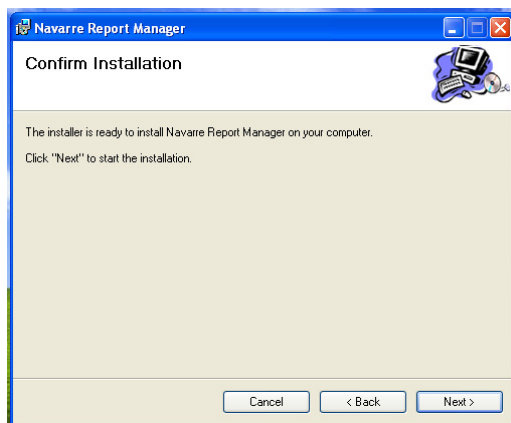 Navarre Report Manager
Confirm Installation
The installer is ready to install Navarre Report Manager on your computer.
Click "Next" to start the installation.
Cancel
< Back
Next >